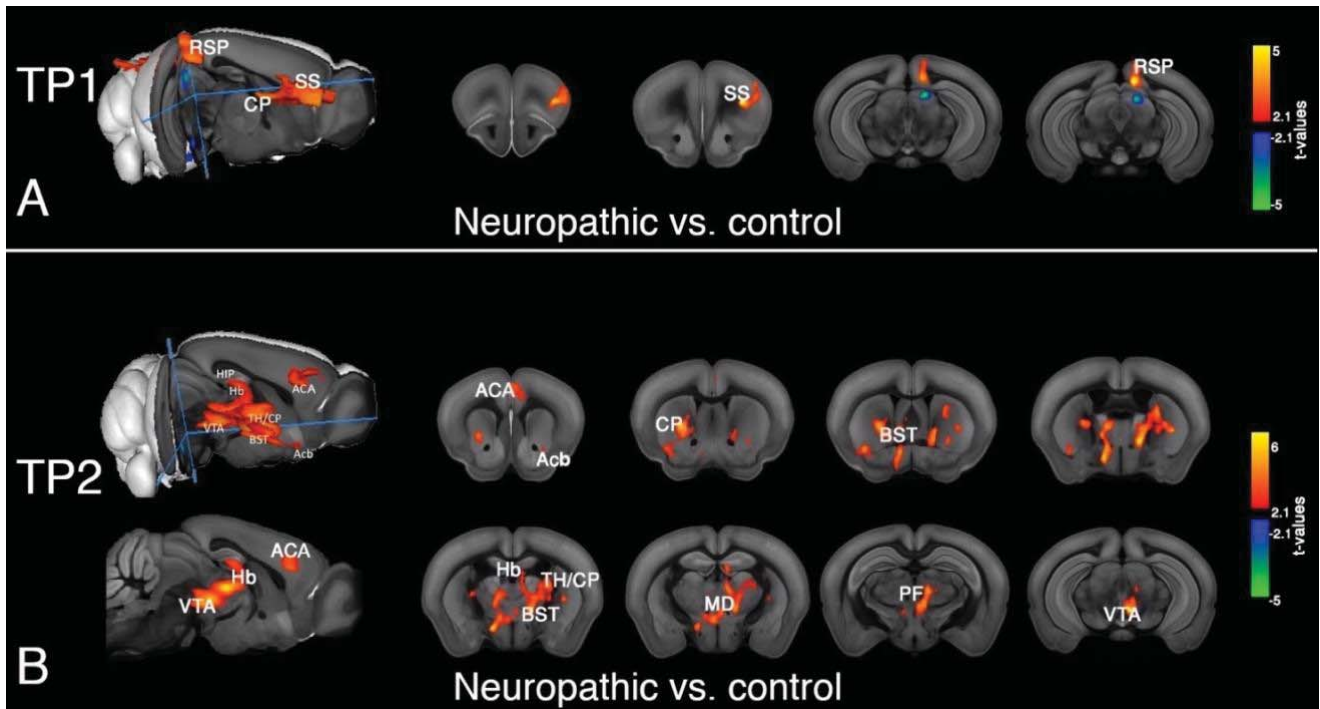 TP1
RSP
SS
CP
SS
RSP
5
2.1
-2.1
-5
t-values
A
Neuropathic vs. control
TP2
HIP
Hb
ACA
TH/CP
VTA
BST
Acb
ACA
Acb
CP
BST
6
2.1
-2.1
-5
t-values
ACA
Hb
VTA
Hb
TH/CP
BST
MD
PF
VTA
B
Neuropathic vs. control